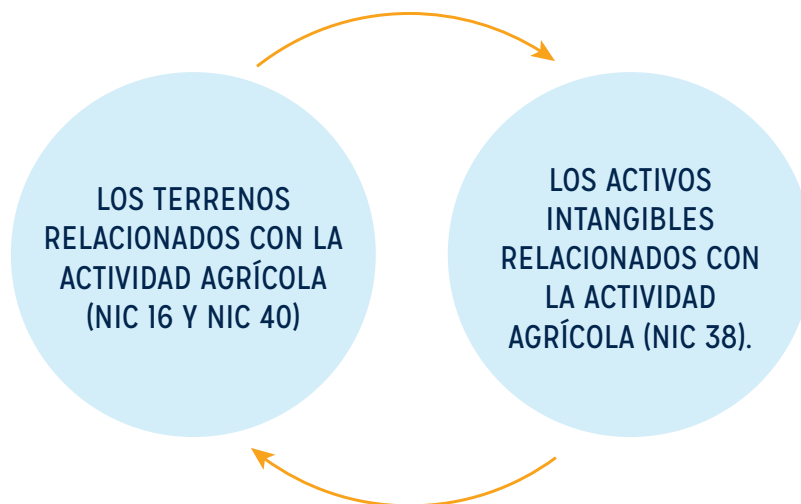 LOS TERRENOS
RELACIONADOS CON LA
ACTIVIDAD AGRÍCOLA
(NIC 16 Y NIC 40)
LOS ACTIVOS
INTANGIBLES
RELACIONADOS CON
LA ACTIVIDAD
AGRÍCOLA (NIC 38).